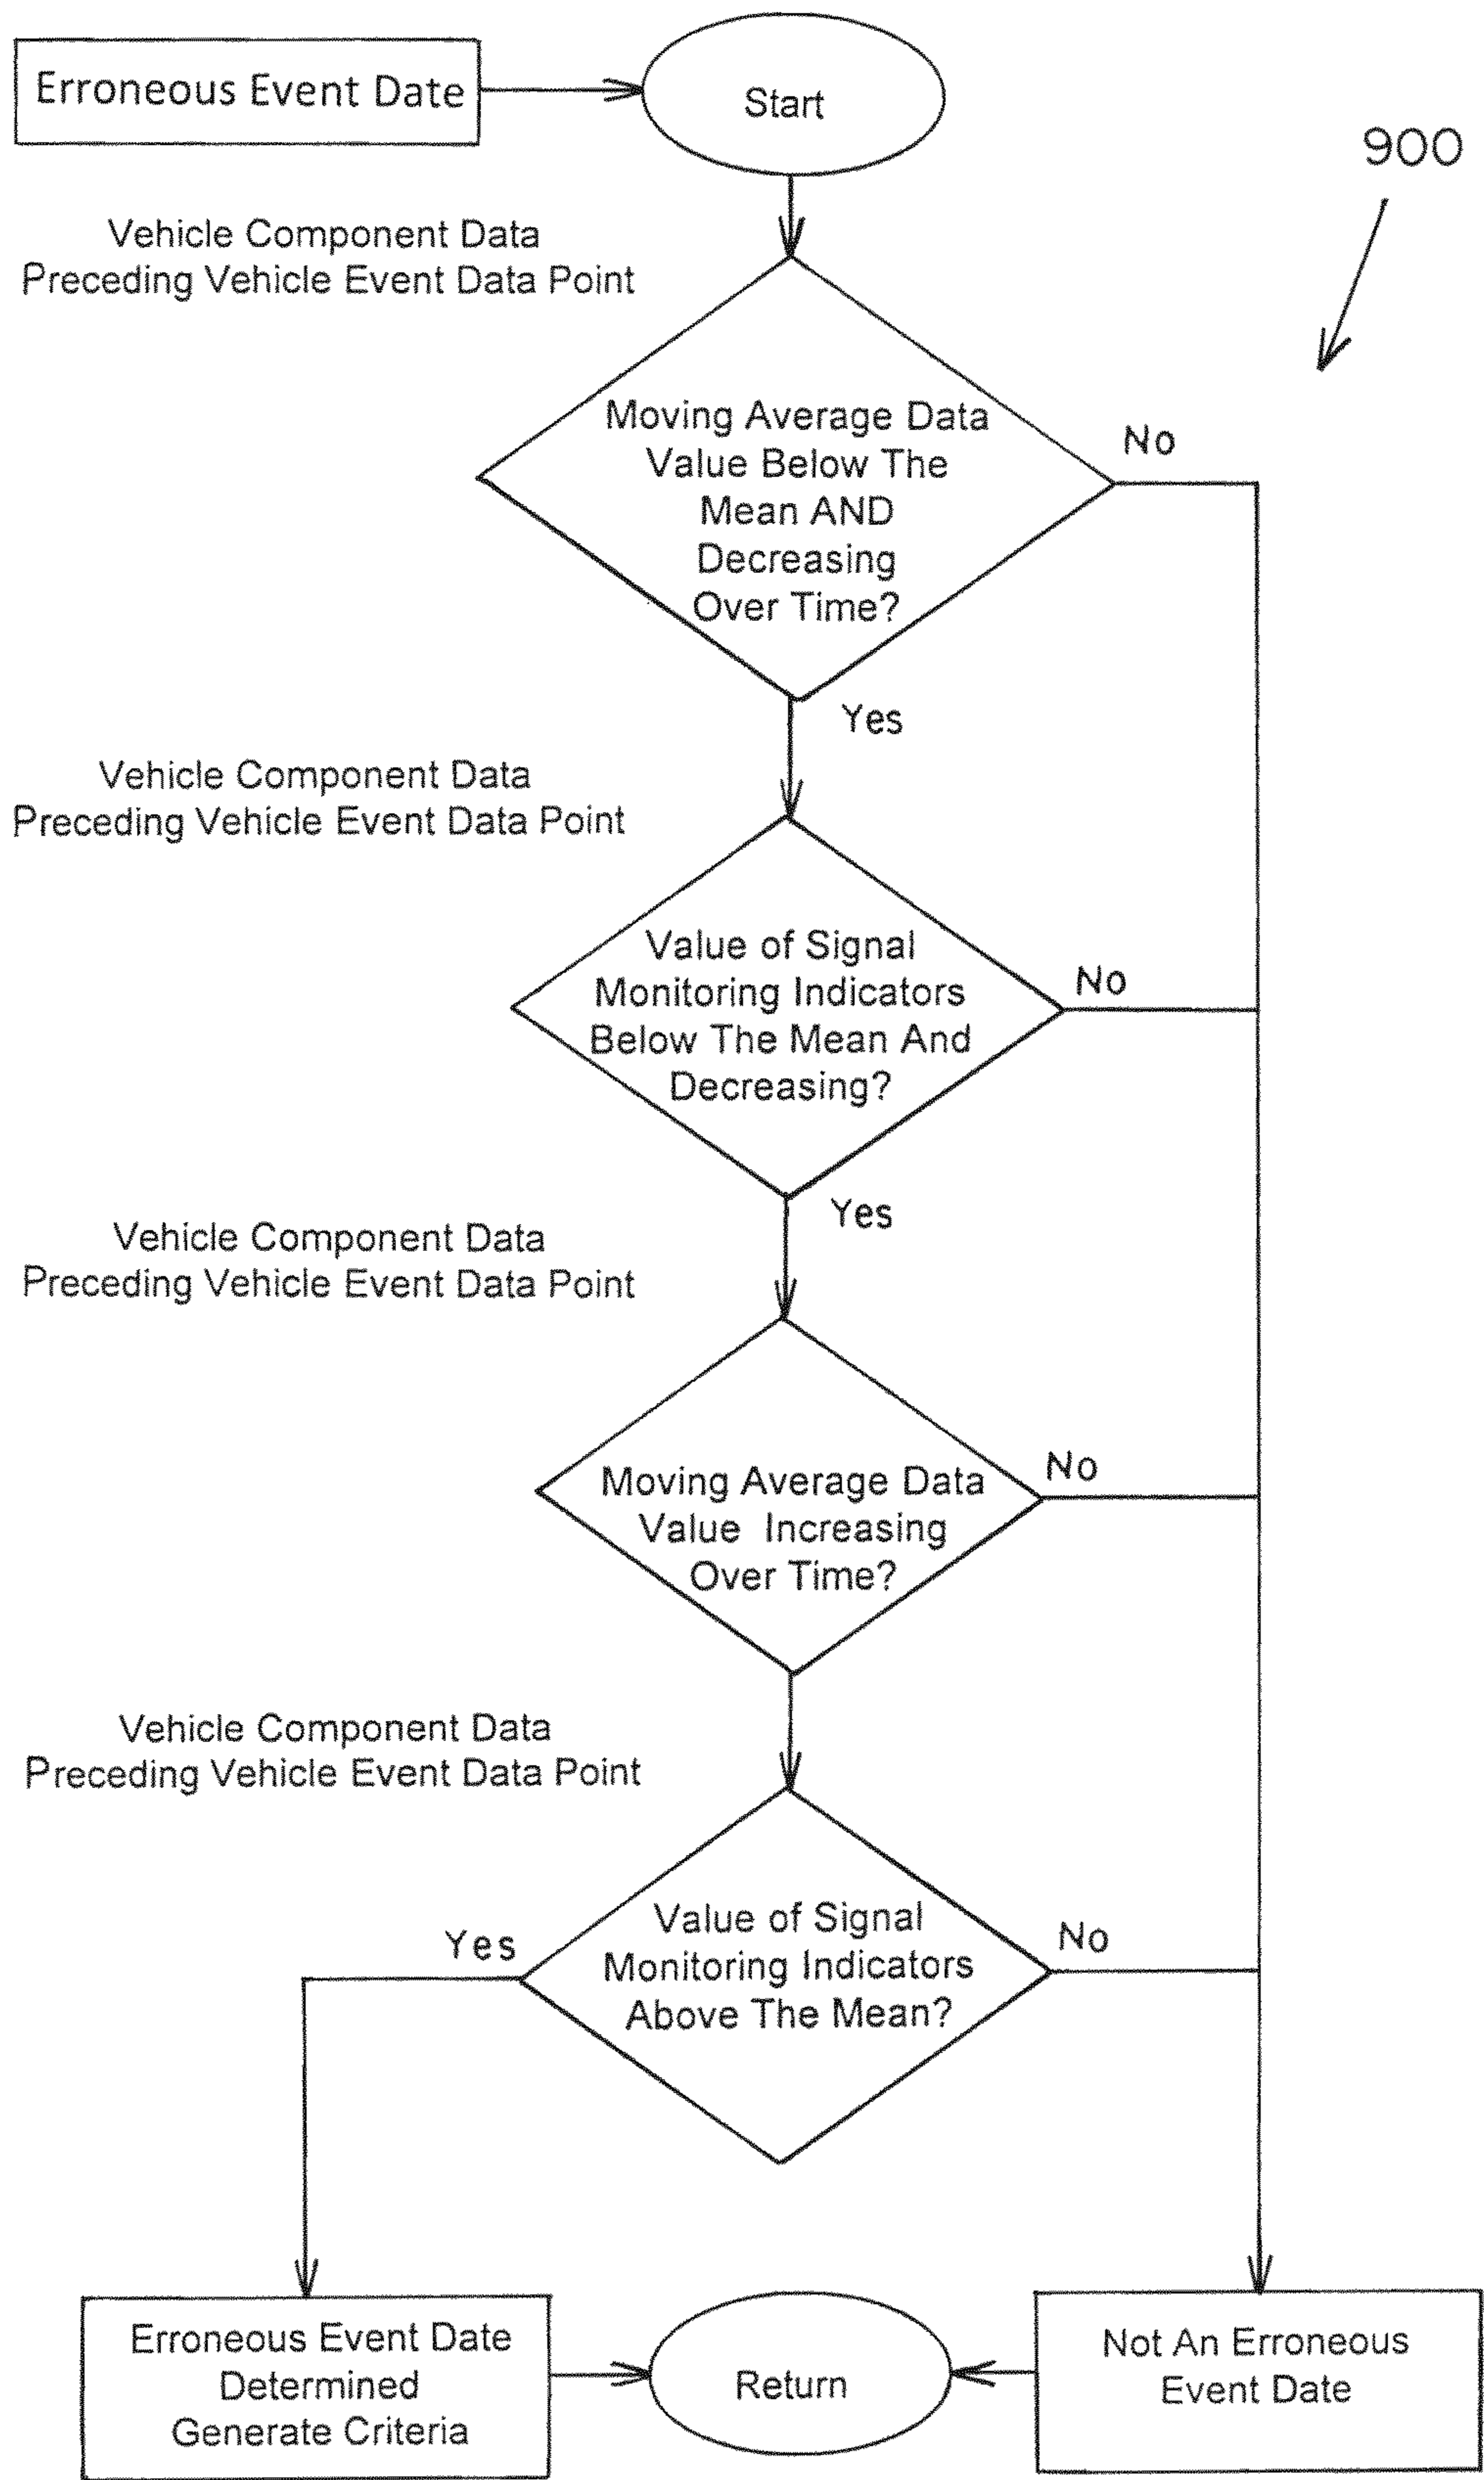 Erroneous Event Date
Start
900
Vehicle Component Data
Preceding Vehicle Event Data Point
Moving Average Data
Value Below The
Mean AND
Decreasing
Over Time?
No
Yes
Vehicle Component Data
Preceding Vehicle Event Data Point
Value of Signal
Monitoring Indicators
Below The Mean And
Decreasing?
No
Yes
Vehicle Component Data
Preceding Vehicle Event Data Point
Moving Average Data
Value Increasing
Over Time?
No
Vehicle Component Data
Preceding Vehicle Event Data Point
Value of Signal
Monitoring Indicators
Above The Mean?
Yes
No
Erroneous Event Date
Determined
Generate Criteria
Return
Not An Erroneous
Event Date